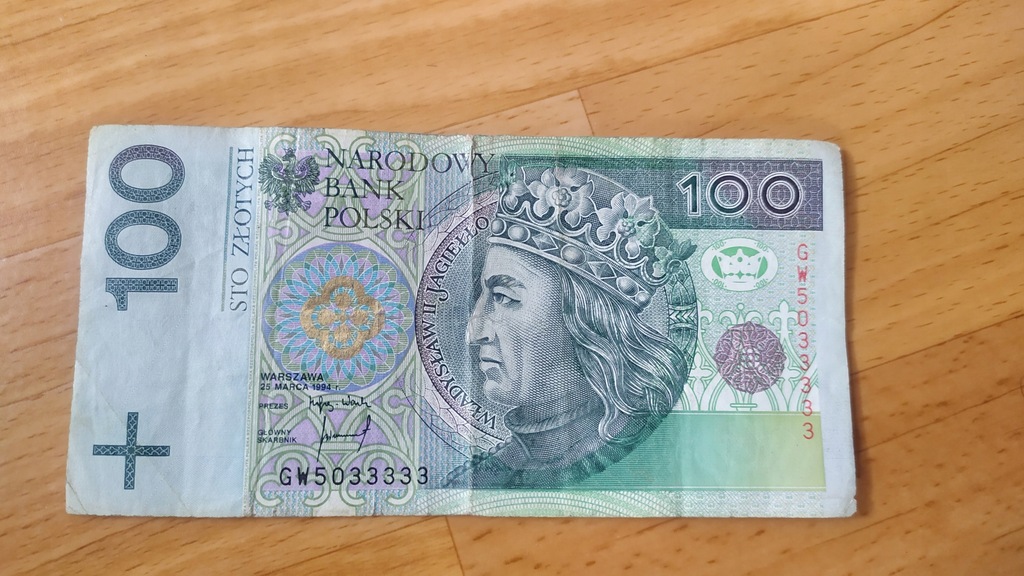 100
STO ZŁOTYCH
NARODOWY
BANK
POLSKI
WŁADYSŁAW II JAGIEŁŁO
100
GW5033333
WARSZAWA
25 MARCA 1994 r.
PREZES
GŁÓWNY
SKARBNIK
GW5033333